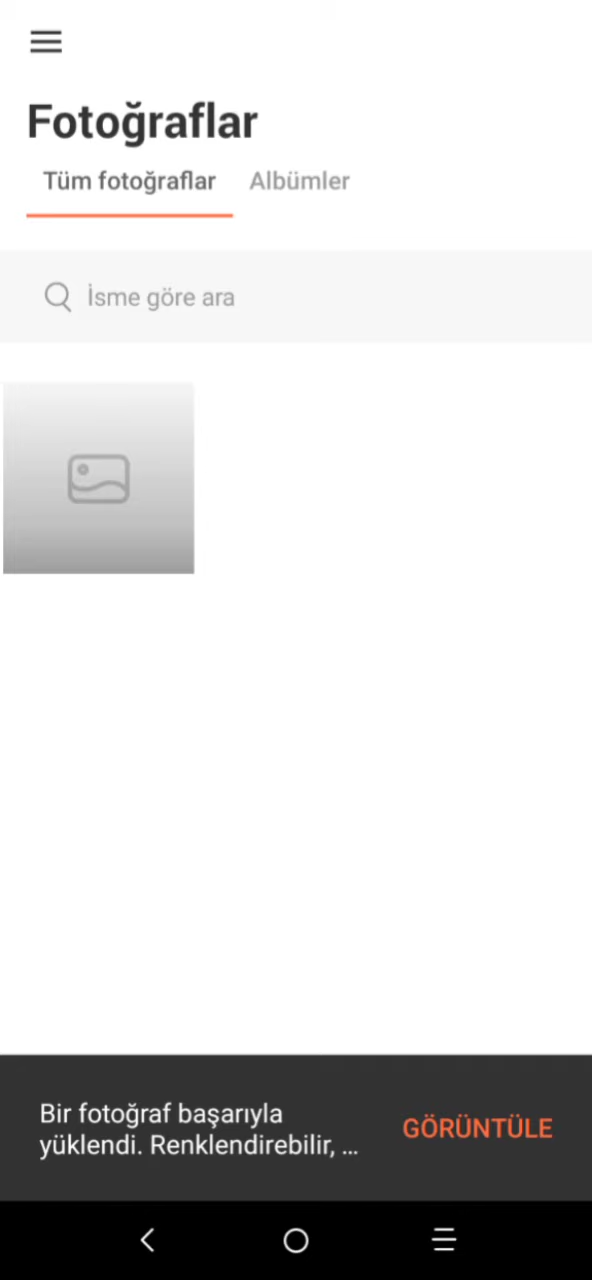 Fotoğraflar
Tüm fotoğraflar Albümler
İsme göre ara
Bir fotoğraf başarıyla
yüklendi. Renklendirebilir, ...
GÖRÜNTÜLE